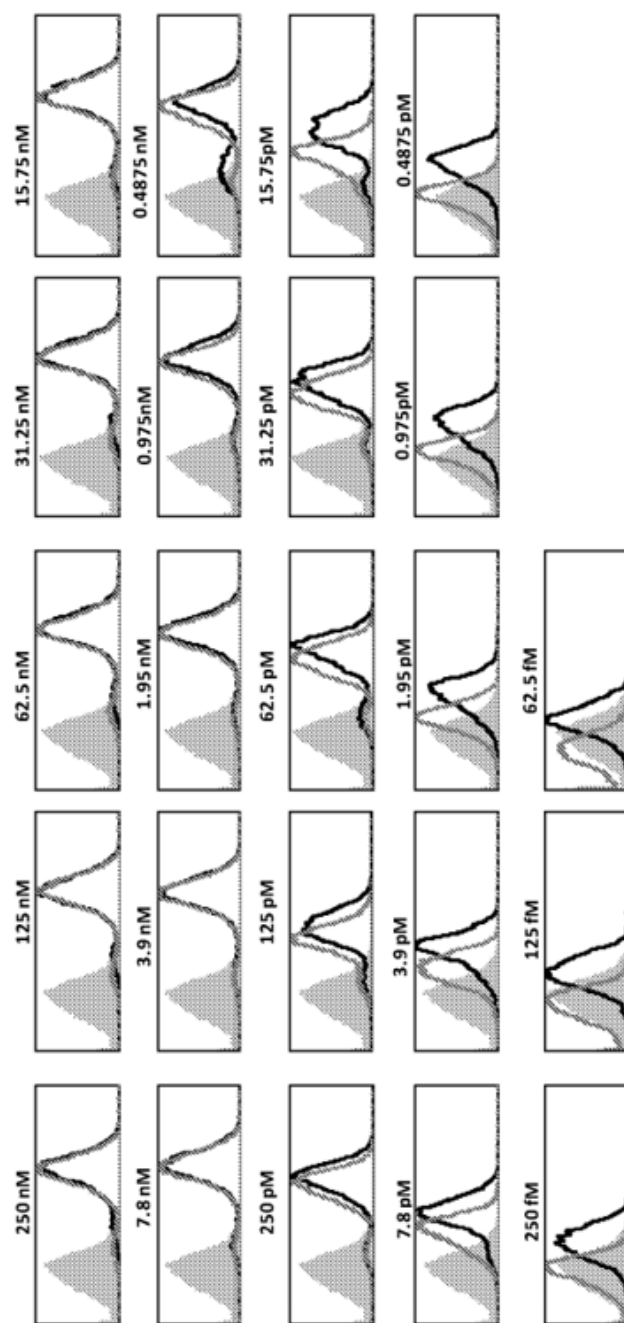 250 nM
125 nM
62.5 nM
31.25 nM
15.75 nM
7.8 nM
3.9 nM
1.95 nM
0.975nM
0.4875 nM
250 pM
125 pM
62.5 pM
31.25 pM
15.75pM
7.8 pM
3.9 pM
1.95 pM
0.975pM
0.4875 pM
250 fM
125 fM
62.5 fM